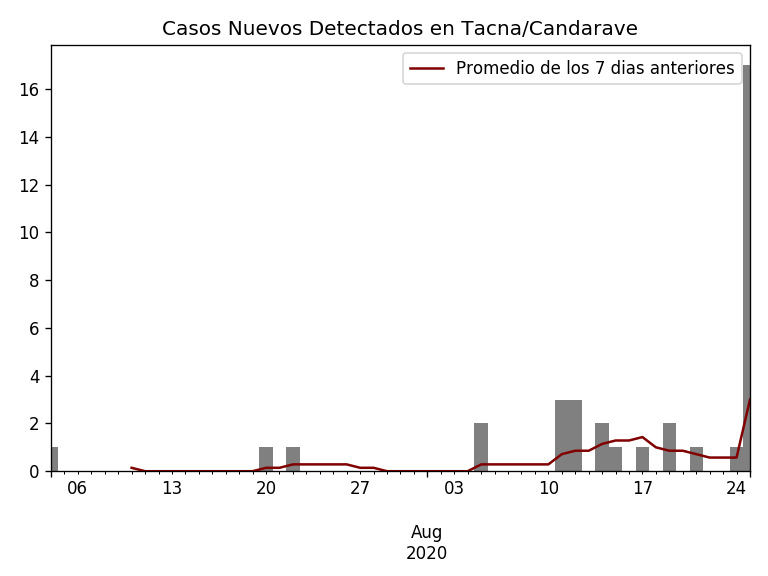 Casos Nuevos Detectados en Tacna/Candarave
Promedio de los 7 dias anteriores
16
14
12
10
8
6
4
2
0
06 13 20 27 03 10 17 24
Aug
2020